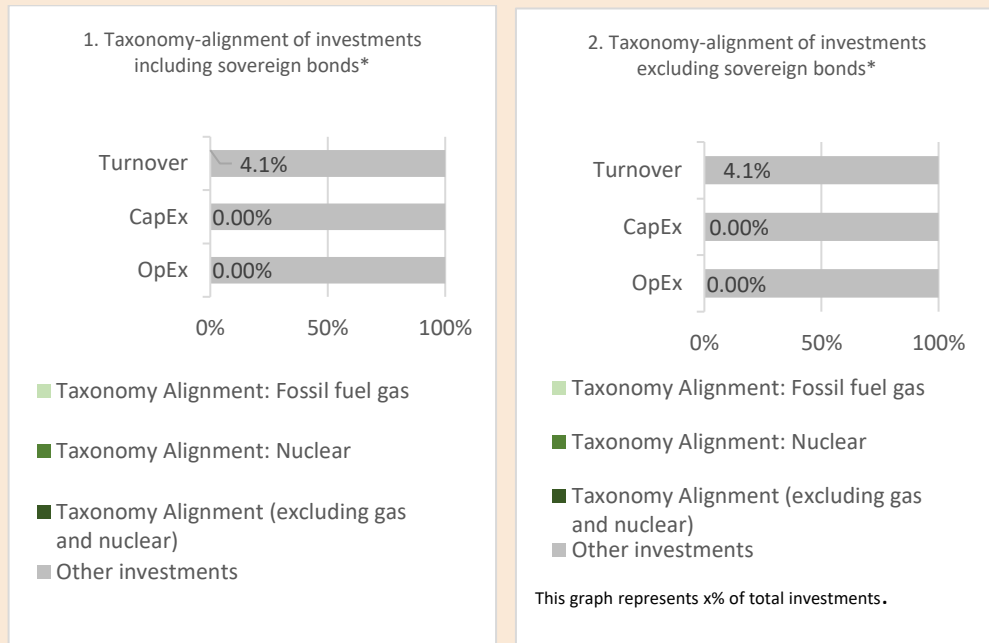 1. Taxonomy-alignment of investments
including sovereign bonds*
Turnover
4.1%
CapEx
0.00%
OpEx
0.00%
0%
50%
100%
Taxonomy Alignment: Fossil fuel gas
Taxonomy Alignment: Nuclear
Taxonomy Alignment (excluding gas
and nuclear)
Other investments
2. Taxonomy-alignment of investments
excluding sovereign bonds*
Turnover
4.1%
CapEx
0.00%
OpEx
0.00%
0%
50%
100%
Taxonomy Alignment: Fossil fuel gas
Taxonomy Alignment: Nuclear
Taxonomy Alignment (excluding gas
and nuclear)
Other investments
This graph represents x% of total investments.